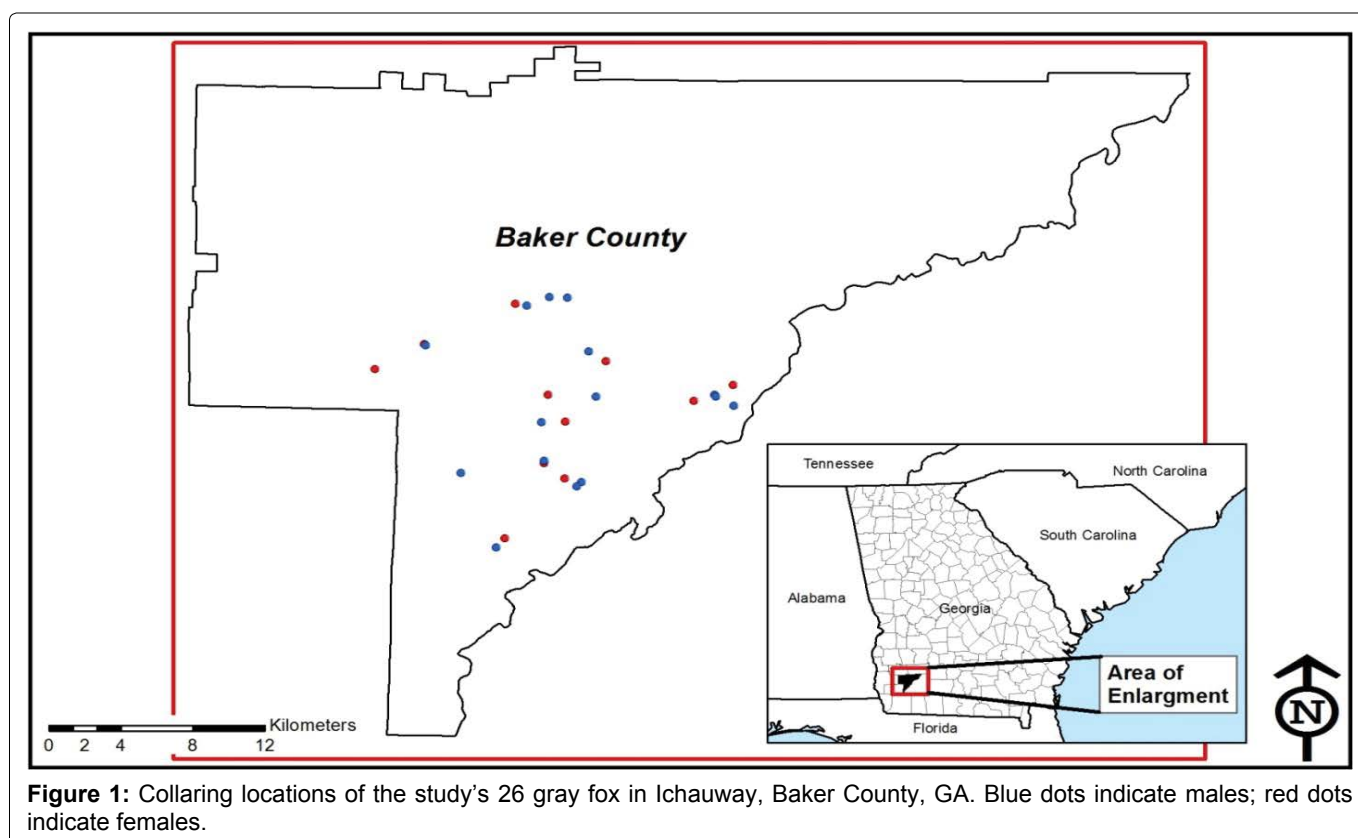 Baker County
Tennessee
North Carolina
South Carolina
Alabama
Georgia
Area of
Enlargment
Florida
N
Kilometers
0 2 4 8 12
Figure 1: Collaring locations of the study's 26 gray fox in Ichauway, Baker County, GA. Blue dots indicate males; red dots
indicate females.